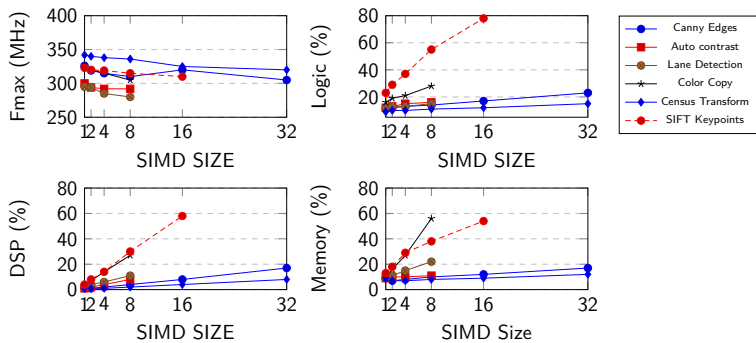 Fmax (MHz)
400
350
300
250
1 2 4 8 16 32
SIMD SIZE
Logic (%)
80
60
40
20
1 2 4 8 16 32
SIMD SIZE
Canny Edges
Auto contrast
Lane Detection
Color Copy
Census Transform
SIFT Keypoints
DSP (%)
80
60
40
20
0
1 2 4 8 16 32
SIMD SIZE
Memory (%)
80
60
40
20
0
1 2 4 8 16 32
SIMD Size